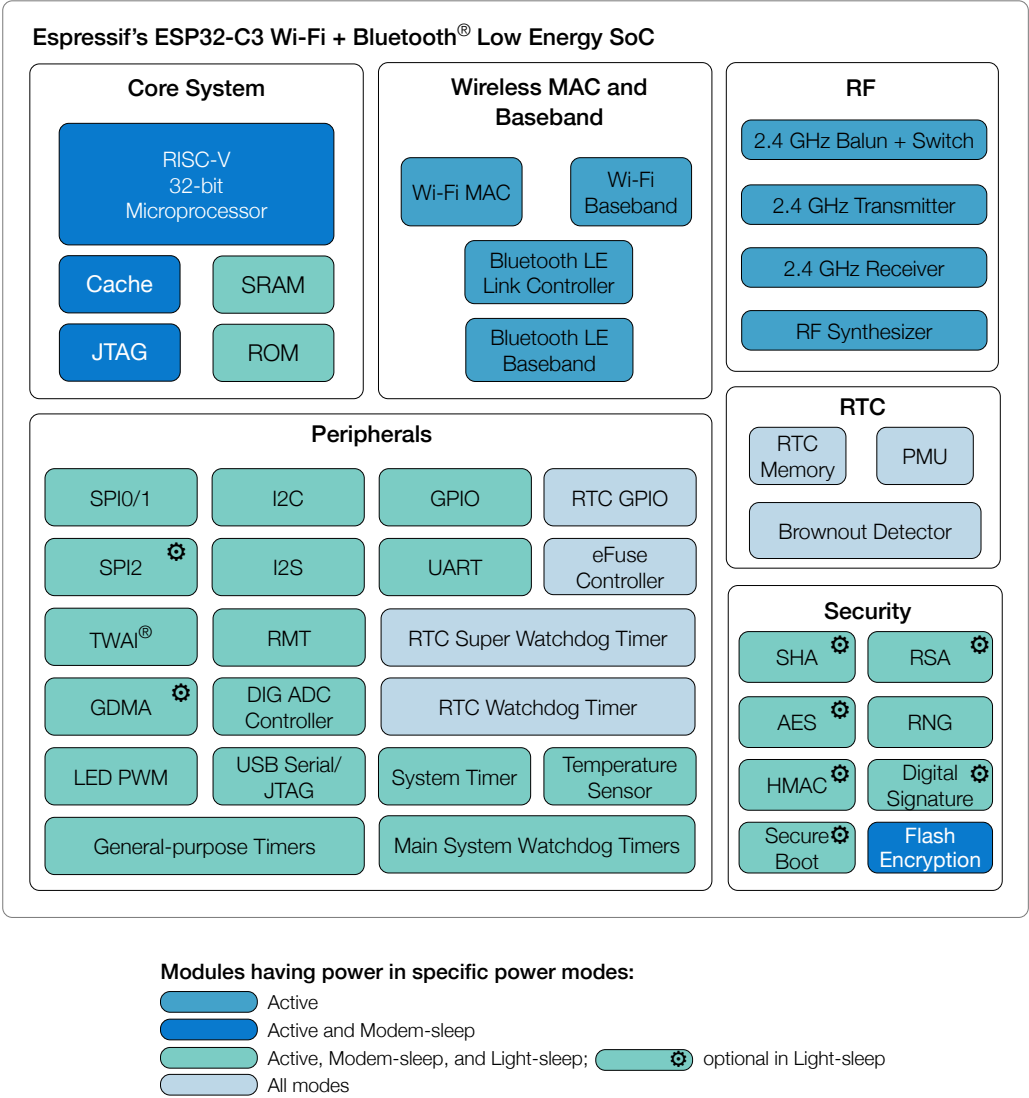 Espressif's ESP32-C3 Wi-Fi + Bluetooth® Low Energy SoC
Core System
RISC-V
32-bit
Microprocessor
Cache
SRAM
JTAG
ROM
Wireless MAC and
Baseband
Wi-Fi MAC
Wi-Fi
Baseband
Bluetooth LE
Link Controller
Bluetooth LE
Baseband
RF
2.4 GHz Balun + Switch
2.4 GHz Transmitter
2.4 GHz Receiver
RF Synthesizer
RTC
RTC
Memory
PMU
Brownout Detector
Peripherals
SPI0/1
I2C
GPIO
RTC GPIO
SPI2
I2S
UART
eFuse
Controller
TWAI®
RMT
RTC Super Watchdog Timer
GDMA
DIG ADC
Controller
RTC Watchdog Timer
LED PWM
USB Serial/
JTAG
System Timer
Temperature
Sensor
General-purpose Timers
Main System Watchdog Timers
Security
SHA
RSA
AES
RNG
HMAC
Digital
Signature
Secure
Boot
Flash
Encryption
Modules having power in specific power modes:
Active
Active and Modem-sleep
Active, Modem-sleep, and Light-sleep; optional in Light-sleep
All modes